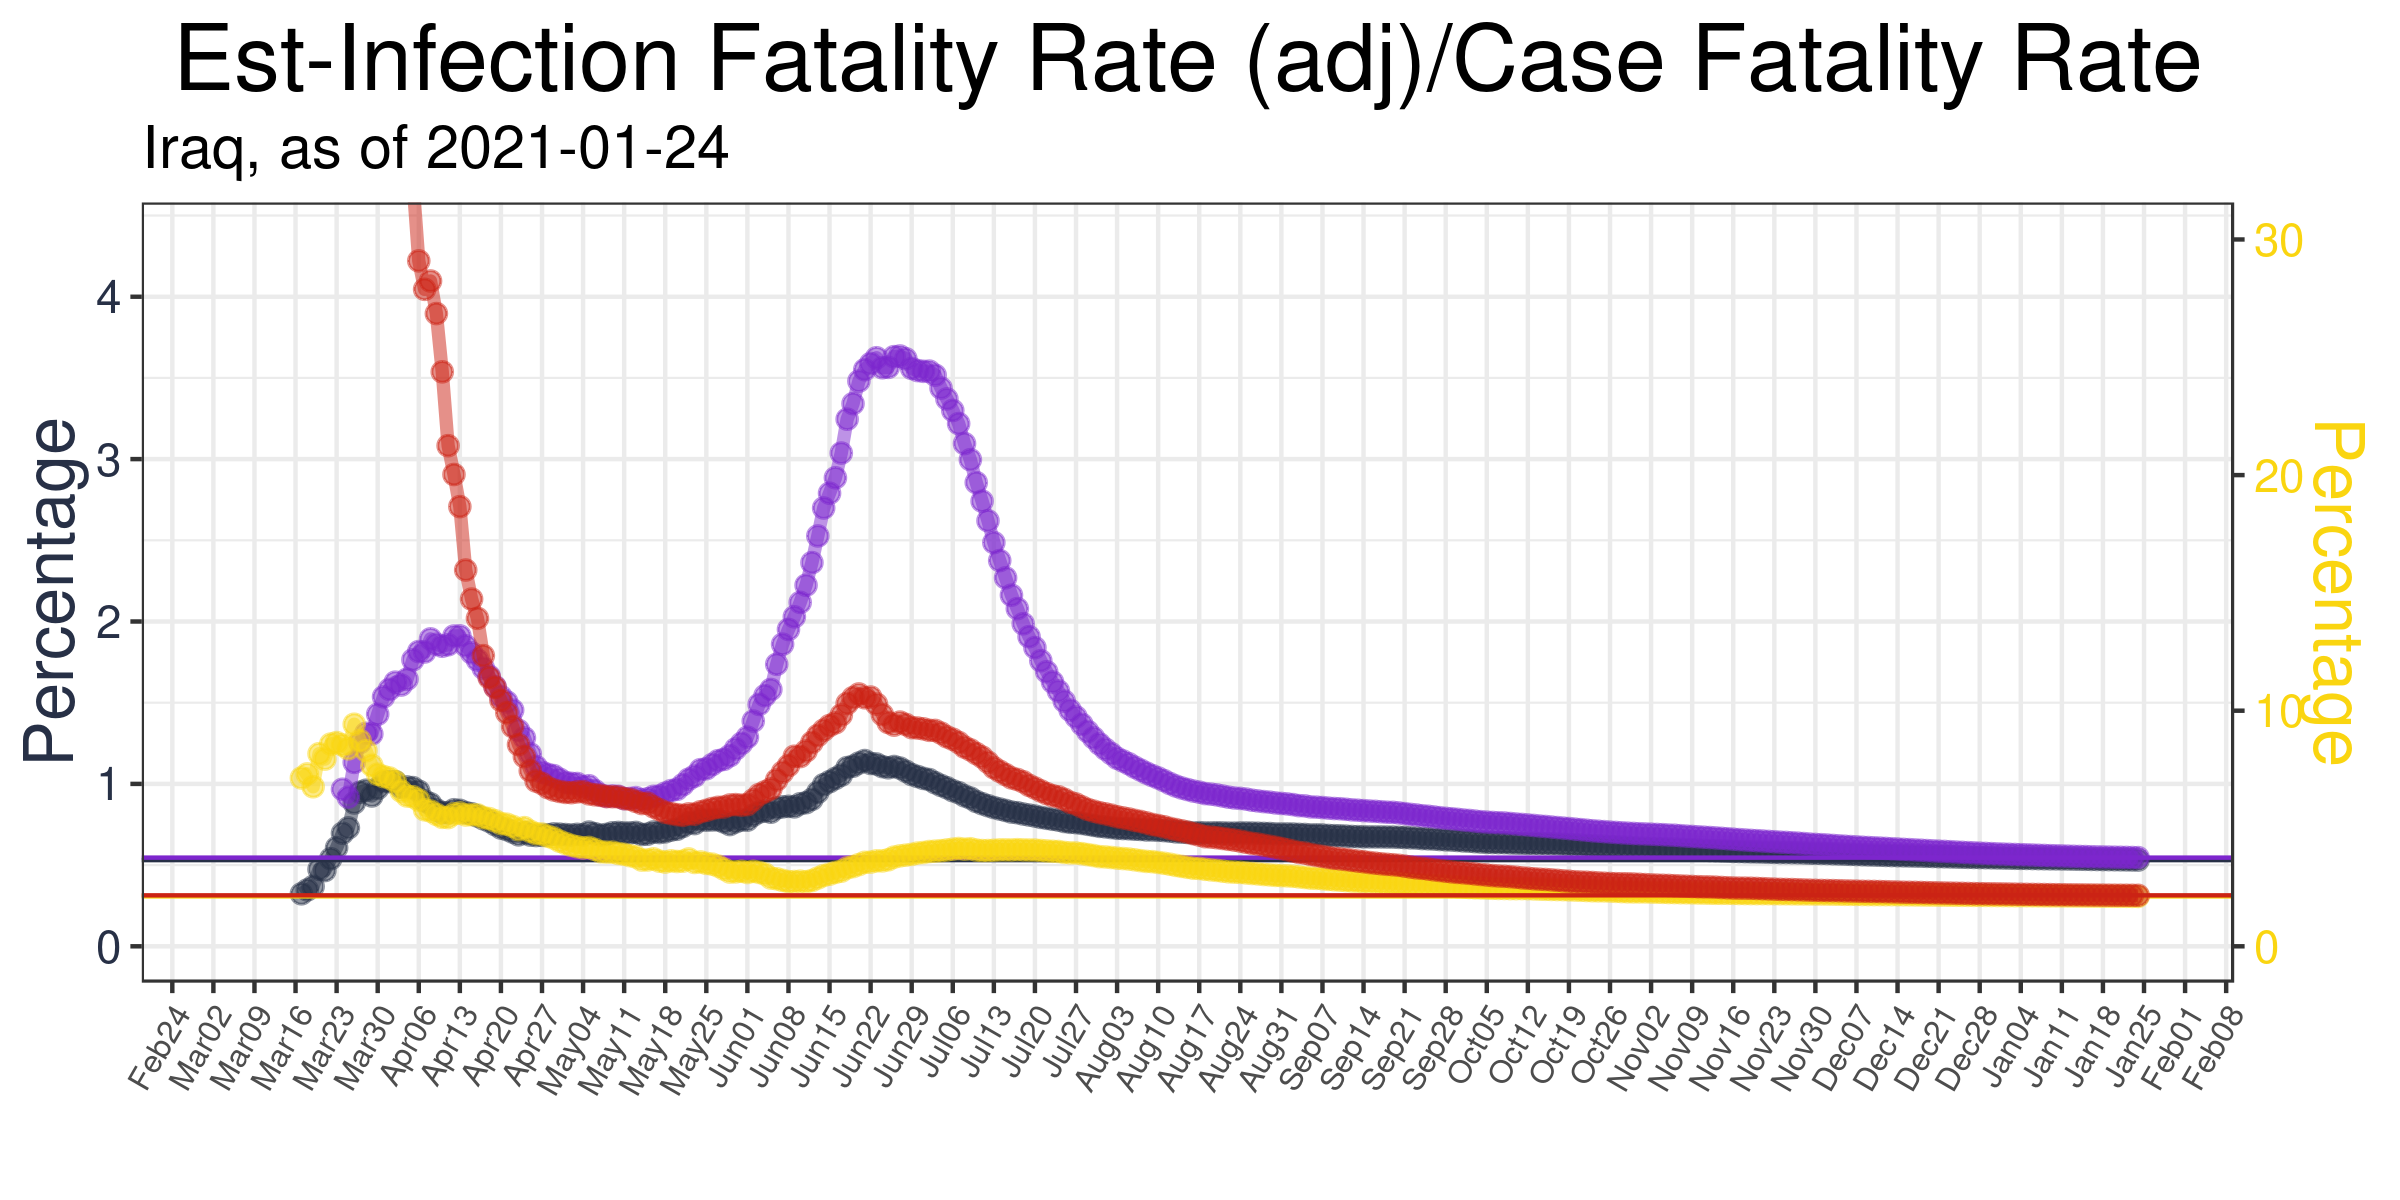 Est-Infection Fatality Rate (adj)/Case Fatality Rate
Iraq, as of 2021-01-24
Percentage
4
3
2
1
0
30
20
10
0
Percentage
Feb24
Mar02
Mar09
Mar16
Mar23
Mar30
Apr06
Apr13
Apr20
Apr27
May04
May11
May18
May25
Jun01
Jun08
Jun15
Jun22
Jun29
Jul06
Jul13
Jul20
Jul27
Aug03
Aug10
Aug17
Aug24
Aug31
Sep07
Sep14
Sep21
Sep28
Oct05
Oct12
Oct19
Oct26
Nov02
Nov09
Nov16
Nov23
Nov30
Dec07
Dec14
Dec21
Dec28
Jan04
Jan11
Jan18
Jan25
Feb01
Feb08